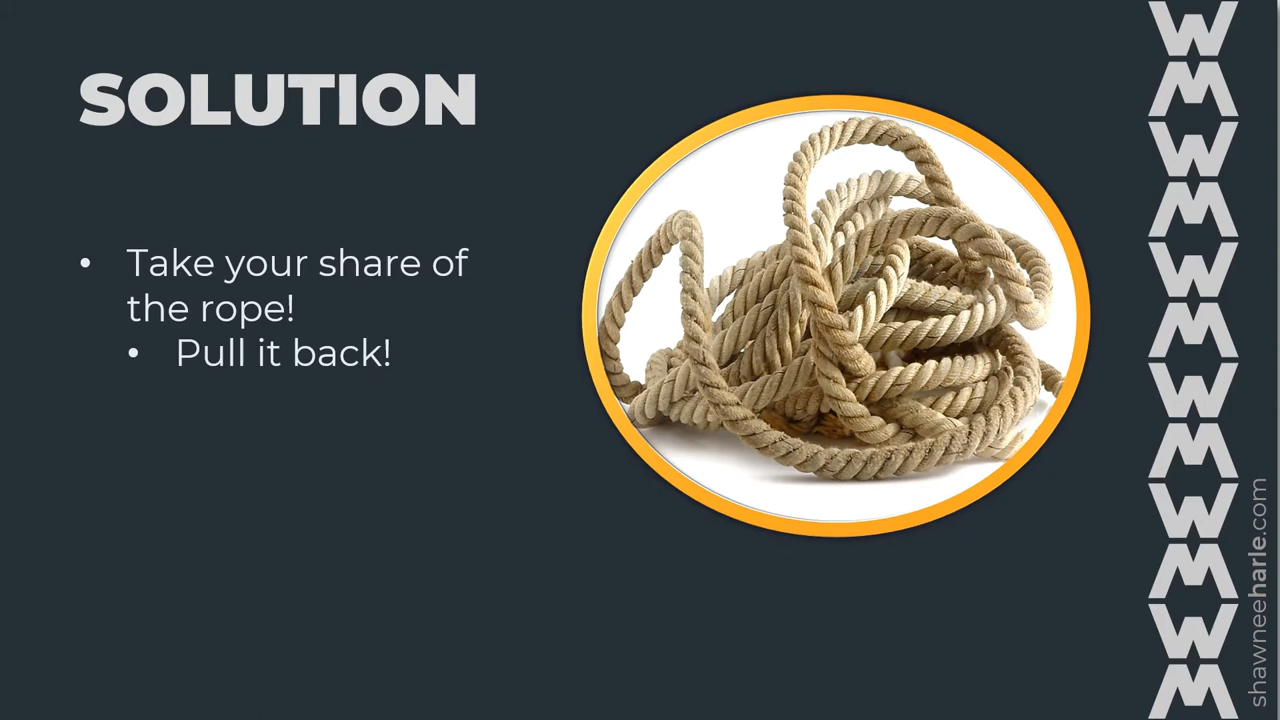 SOLUTION
• Take your share of
the rope!
• Pull it back!
shawneeharle.com